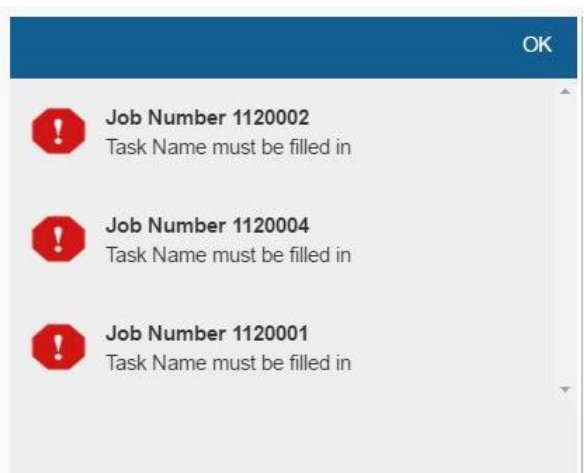 OK
Job Number 1120002
Task Name must be filled in
Job Number 1120004
Task Name must be filled in
Job Number 1120001
Task Name must be filled in